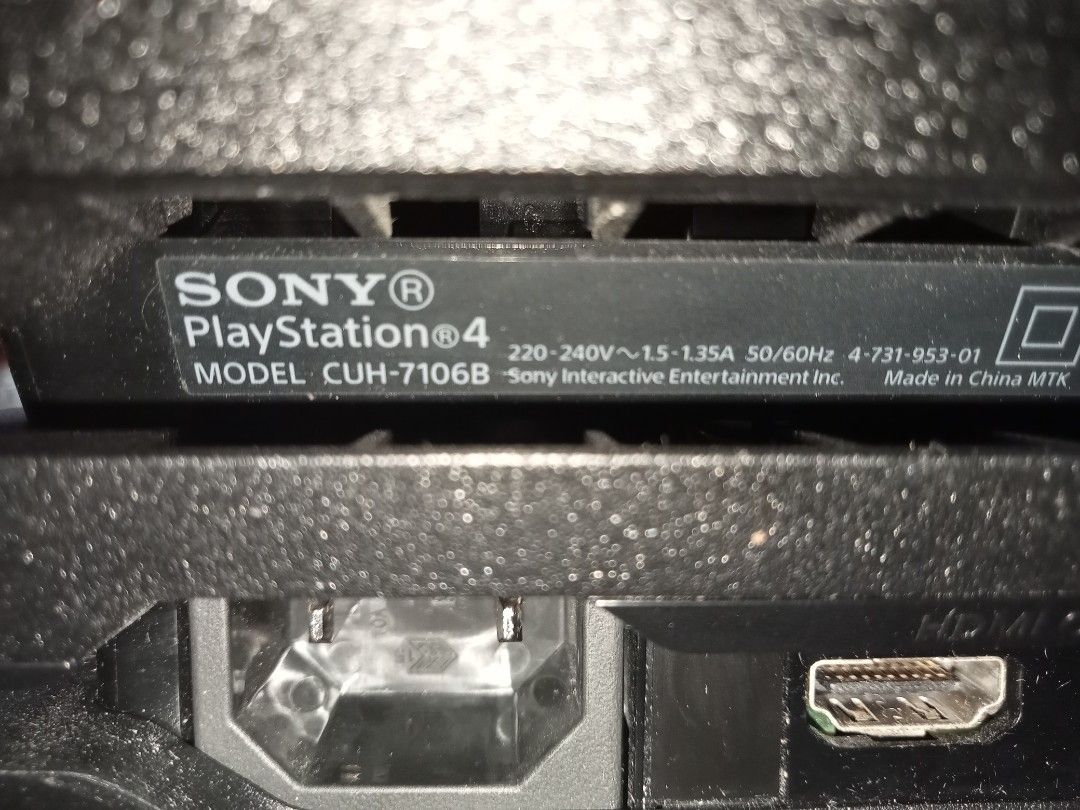 SONY®
PlayStation®4
MODEL CUH-7106B
220-240V～1.5-1.35A 50/60Hz 4-731-953-01
Sony Interactive Entertainment Inc. Made in China MTK
HDMI